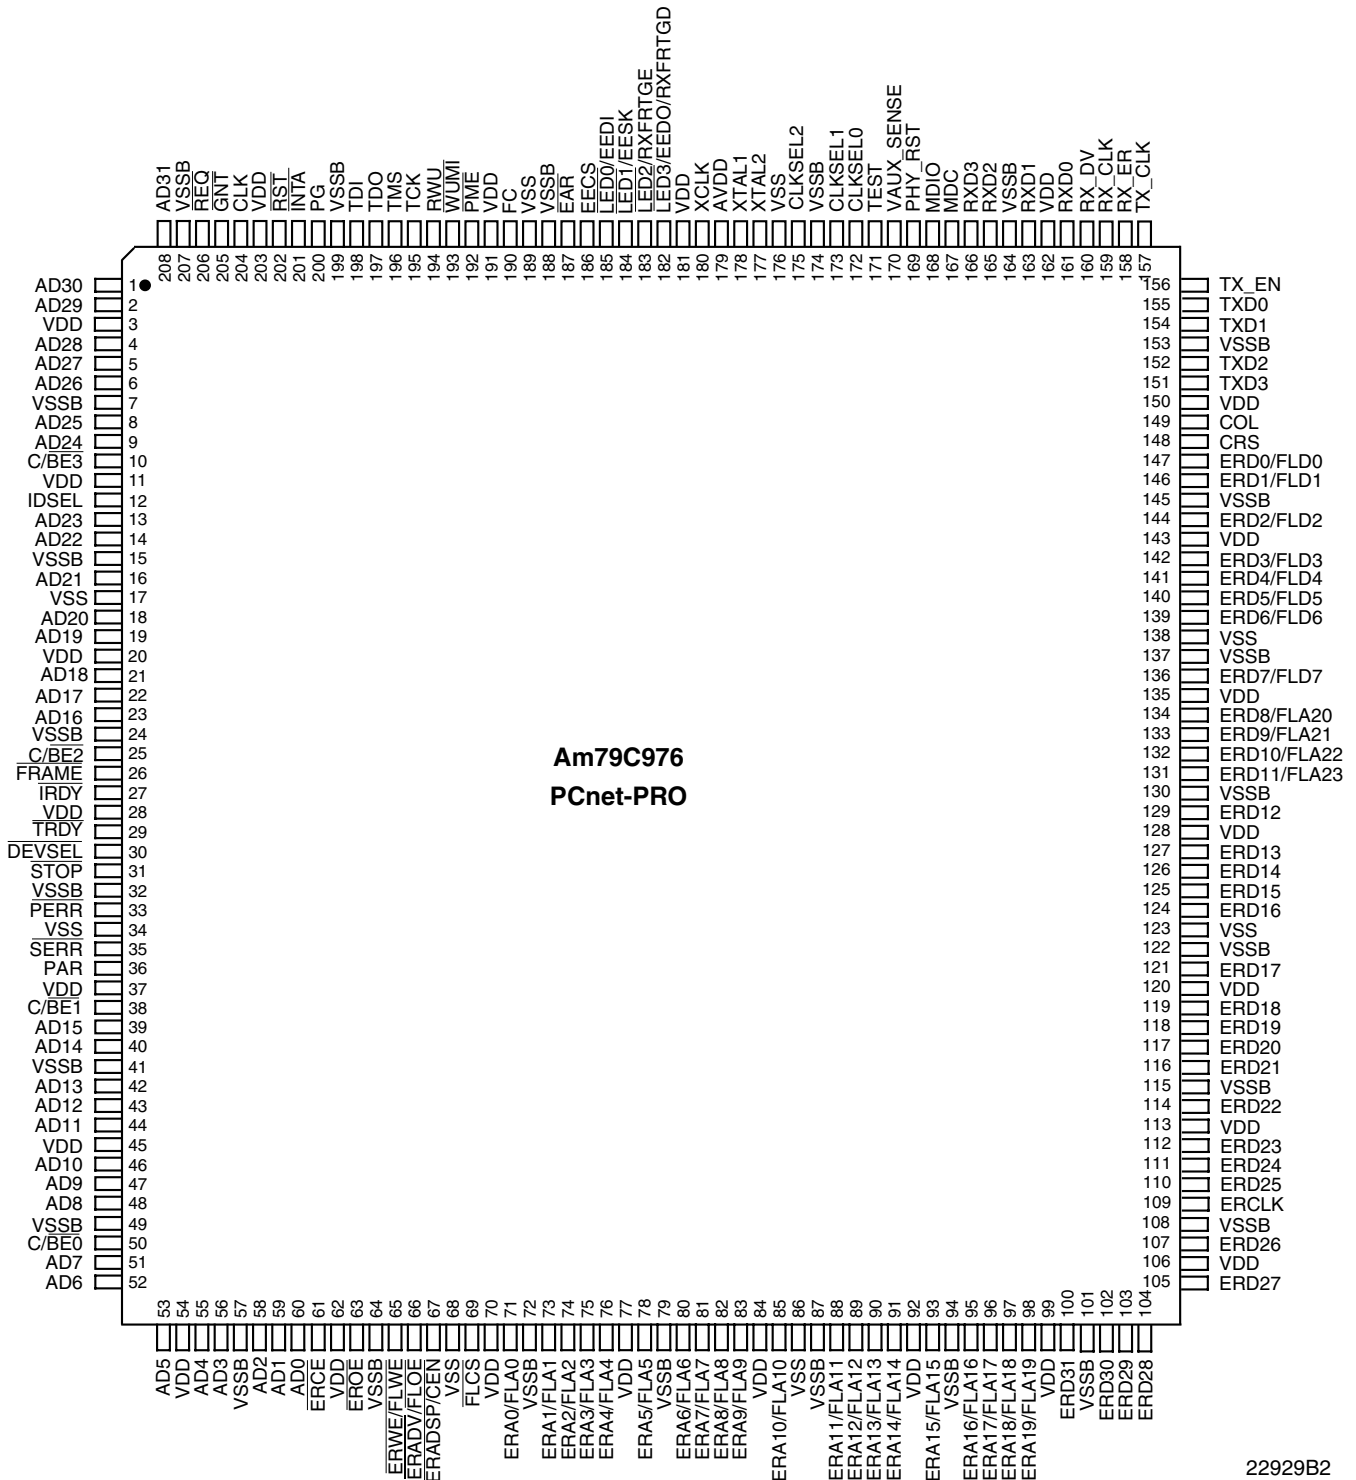 AD31
VSSB
REQ
GNT
CLK
VDD
RST
INTA
PG
VSSB
TDI
TDO
TMS
TCK
RWU
WUMI
PME
VDD
FC
VSS
VSSB
EAR
EECS
LED0/EEDI
LED1/EESK
LED2/RXFRTGE
LED3/EEDO/RXFRTGD
VDD
XCLK
AVDD
XTAL1
XTAL2
VSS
CLKSEL2
VSSB
CLKSEL1
CLKSEL0
TEST
VAUX_SENSE
PHY_RST
MDIO
MDC
RXD3
RXD2
VSSB
RXD1
VDD
RXD0
RX_DV
RX_CLK
RX_ER
TX_CLK
208
207
206
205
204
203
202
201
200
199
198
197
196
195
194
193
192
191
190
189
188
187
186
185
184
183
182
181
180
179
178
177
176
175
174
173
172
171
170
169
168
167
166
165
164
163
162
161
160
159
158
157
AD30 1
AD29 2
VDD 3
AD28 4
AD27 5
AD26 6
VSSB 7
AD25 8
AD24 9
C/BE3 10
VDD 11
IDSEL 12
AD23 13
AD22 14
VSSB 15
AD21 16
VSS 17
AD20 18
AD19 19
VDD 20
AD18 21
AD17 22
AD16 23
VSSB 24
C/BE2 25
FRAME 26
IRDY 27
VDD 28
TRDY 29
DEVSEL 30
STOP 31
VSSB 32
PERR 33
VSS 34
SERR 35
PAR 36
VDD 37
C/BE1 38
AD15 39
AD14 40
VSSB 41
AD13 42
AD12 43
AD11 44
VDD 45
AD10 46
AD9 47
AD8 48
VSSB 49
C/BE0 50
AD7 51
AD6 52
Am79C976
PCnet-PRO
156 TX_EN
155 TXD0
154 TXD1
153 VSSB
152 TXD2
151 TXD3
150 VDD
149 COL
148 CRS
147 ERD0/FLD0
146 ERD1/FLD1
145 VSSB
144 ERD2/FLD2
143 VDD
142 ERD3/FLD3
141 ERD4/FLD4
140 ERD5/FLD5
139 ERD6/FLD6
138 VSS
137 VSSB
136 ERD7/FLD7
135 VDD
134 ERD8/FLA20
133 ERD9/FLA21
132 ERD10/FLA22
131 ERD11/FLA23
130 VSSB
129 ERD12
128 VDD
127 ERD13
126 ERD14
125 ERD15
124 ERD16
123 VSS
122 VSSB
121 ERD17
120 VDD
119 ERD18
118 ERD19
117 ERD20
116 ERD21
115 VSSB
114 ERD22
113 VDD
112 ERD23
111 ERD24
110 ERD25
109 ERCLK
108 VSSB
107 ERD26
106 VDD
105 ERD27
53
54
55
56
57
58
59
60
61
62
63
64
65
66
67
68
69
70
71
72
73
74
75
76
77
78
79
80
81
82
83
84
85
86
87
88
89
90
91
92
93
94
95
96
97
98
99
100
101
102
103
104
AD5
VDD
AD4
AD3
VSSB
AD2
AD1
AD0
ERCE
VDD
EROE
VSSB
ERWE/FLWE
ERADV/FLOE
ERADSP/CEN
VSS
FLCS
VDD
ERA0/FLA0
VSSB
ERA1/FLA1
ERA2/FLA2
ERA3/FLA3
ERA4/FLA4
VDD
ERA5/FLA5
VSSB
ERA6/FLA6
ERA7/FLA7
ERA8/FLA8
ERA9/FLA9
VDD
ERA10/FLA10
VSS
VSSB
ERA11/FLA11
ERA12/FLA12
ERA13/FLA13
ERA14/FLA14
VDD
ERA15/FLA15
VSSB
ERA16/FLA16
ERA17/FLA17
ERA18/FLA18
ERA19/FLA19
VDD
ERD31
VSSB
ERD30
ERD29
ERD28
22929B2